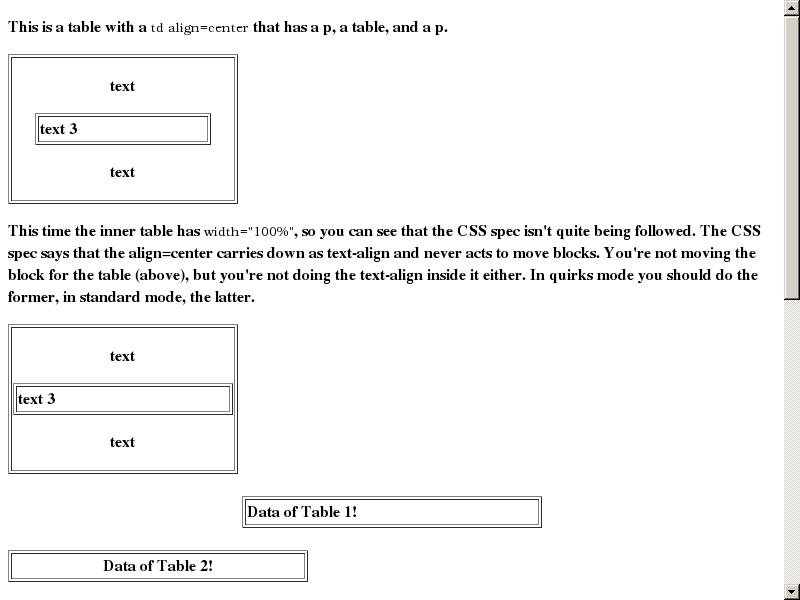 This is a table with a td align=center that has a p, a table, and a p.
text
text 3
text
This time the inner table has width="100%", so you can see that the CSS spec isn't quite being followed. The CSS
spec says that the align=center carries down as text-align and never acts to move blocks. You're not moving the
block for the table (above), but you're not doing the text-align inside it either. In quirks mode you should do the
former, in standard mode, the latter.
text
text 3
text
Data of Table 1!
Data of Table 2!